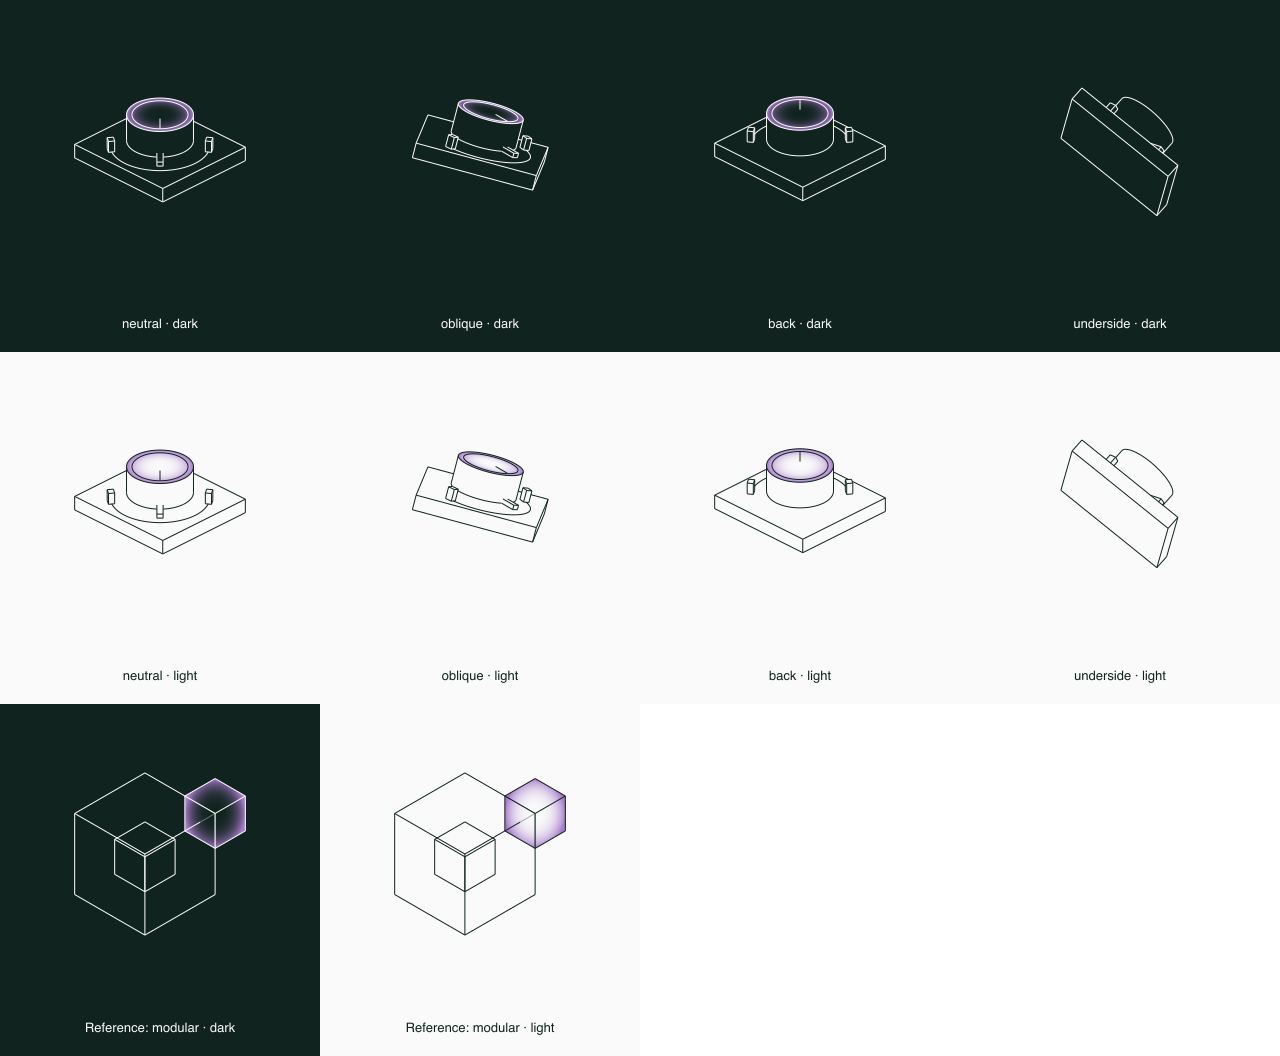 neutral · dark
oblique · dark
back · dark
underside · dark
neutral · light
oblique · light
back · light
underside · light
Reference: modular · dark
Reference: modular · light